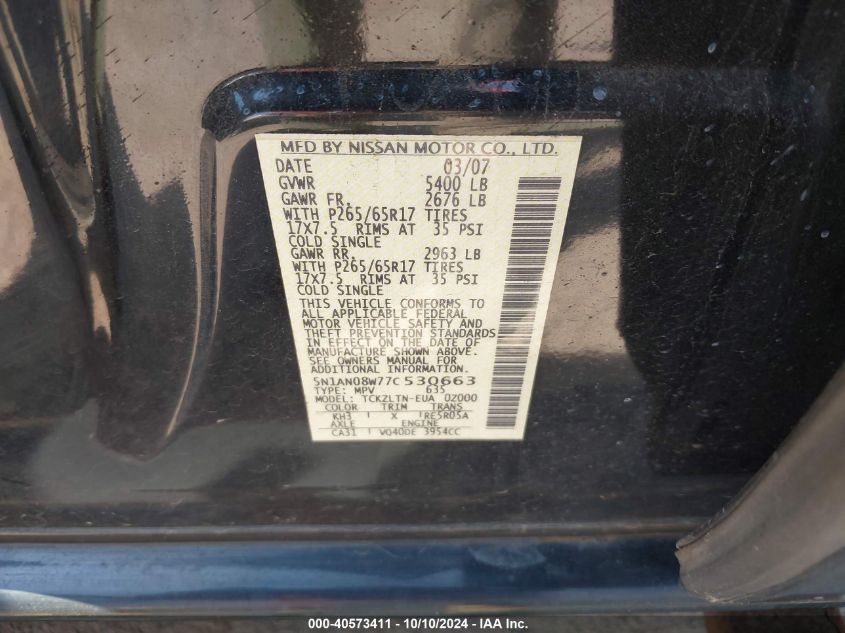 MFD BY NISSAN MOTOR CO., LTD.
DATE 03/07
GVWR 5400 LB
GAWR FR. 2676 LB
WITH P265/65R17 TIRES
17X7.5 RIMS AT 35 PSI
COLD SINGLE
GAWR RR. 2963 LB
WITH P265/65R17 TIRES
17X7.5 RIMS AT 35 PSI
COLD SINGLE
THIS VEHICLE CONFORMS TO
ALL APPLICABLE FEDERAL
MOTOR VEHICLE SAFETY AND
THEFT PREVENTION STANDARDS
IN EFFECT ON THE DATE OF
MANUFACTURE SHOWN ABOVE.
SEE OWNERS MANUAL FOR
ADDITIONAL INFORMATION.
5N1AN08W77C530663
TYPE: MPV 635
MODEL: TCKZLTN-EUA 0Z000
COLOR TRIM TRANS
KH3 X RE5R05A
AXLE ENGINE
CA31 VQ40DE 3954CC
000-40573411 - 10/10/2024 - IAA Inc.